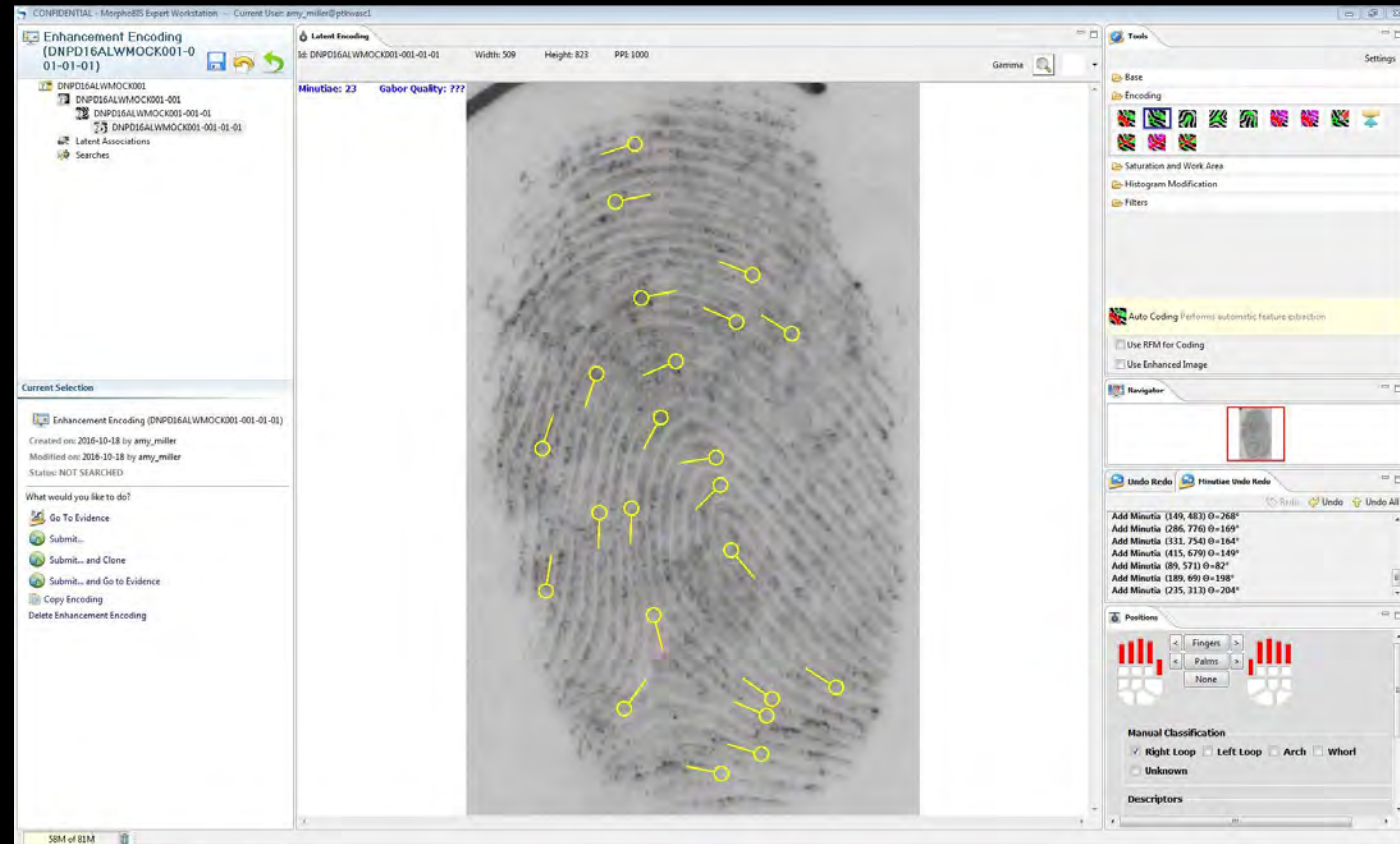 CONFIDENTIAL - MorphoBIS Expert Workstation -- Current User: amy_miller@ptkwasc1
Enhancement Encoding
(DNPD16ALWMOCK001-0
01-01-01)
DNPD16ALWMOCK001
DNPD16ALWMOCK001-001
DNPD16ALWMOCK001-001-01
DNPD16ALWMOCK001-001-01-01
Latent Associations
Searches
Current Selection
Enhancement Encoding (DNPD16ALWMOCK001-001-01-01)
Created on: 2016-10-18 by amy_miller
Modified on: 2016-10-18 by amy_miller
Status: NOT SEARCHED
What would you like to do?
Go To Evidence
Submit...
Submit... and Clone
Submit... and Go to Evidence
Copy Encoding
Delete Enhancement Encoding
58M of 81M
Latent Encoding
Id: DNPD16ALWMOCK001-001-01-01 Width: 509 Height: 823 PPI: 1000
Gamma
Minutiae: 23 Gabor Quality: ???
Tools
Settings
Base
Encoding
Saturation and Work Area
Histogram Modification
Filters
Auto Coding Performs automatic feature extraction
Use RFM for Coding
Use Enhanced Image
Navigator
Undo Redo Minutiae Undo Redo
Redo Undo Undo All
Add Minutia (149, 483) Θ=268°
Add Minutia (286, 776) Θ=169°
Add Minutia (331, 754) Θ=164°
Add Minutia (415, 679) Θ=149°
Add Minutia (89, 571) Θ=82°
Add Minutia (189, 69) Θ=198°
Add Minutia (235, 313) Θ=204°
Positions
< Fingers >
< Palms >
None
Manual Classification
Right Loop Left Loop Arch Whorl
Unknown
Descriptors